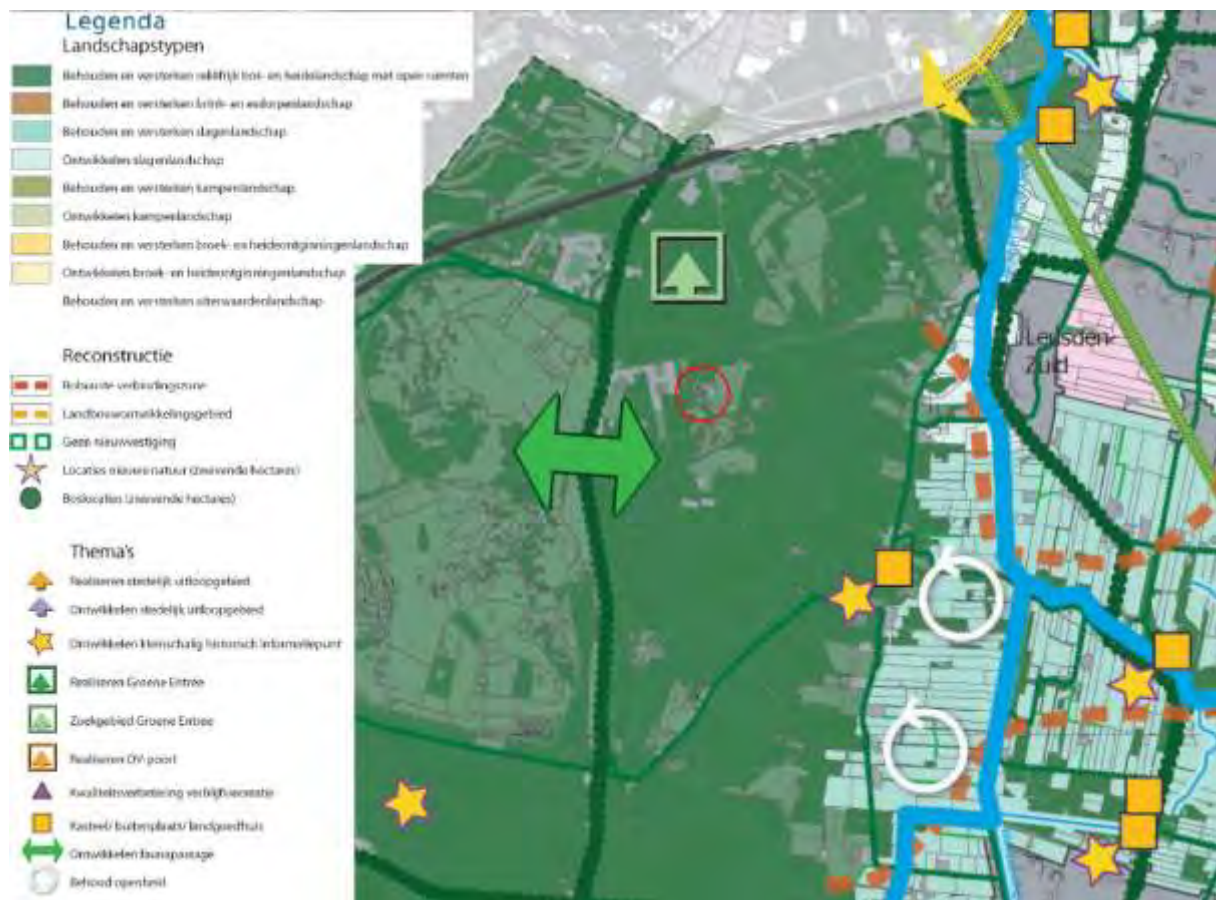 Legenda
Landschapstypen
Behouden en versterken reliëfrijk bos- en heidelandschap met open ruimten
Behouden en versterken brink- en esdorpenlandschap
Behouden en versterken slagenlandschap
Ontwikkelen slagenlandschap
Behouden en versterken kampenlandschap
Ontwikkelen kampenlandschap
Behouden en versterken broek- en heideontginningenlandschap
Ontwikkelen broek- en heideontginningenlandschap
Behouden en versterken uiterwaardenlandschap
Reconstructie
Robuuste verbindingszone
Landbouwontwikkelingsgebied
Geen nieuwvestiging
Locaties nieuwe natuur (zwevende hectares)
Boslocaties (zwevende hectares)
Thema's
Realiseren stedelijk uitloopgebied
Ontwikkelen stedelijk uitloopgebied
Ontwikkelen kleinschalig historisch informatiepunt
Realiseren Groene Entree
Zoekgebied Groene Entree
Realiseren OV-poort
Kwaliteitsverbetering verblijfsrecreatie
Kasteel/ buitenplaats/ landgoedhuis
Ontwikkelen faunapassage
Behoud openheid
Leusden-
Zuid